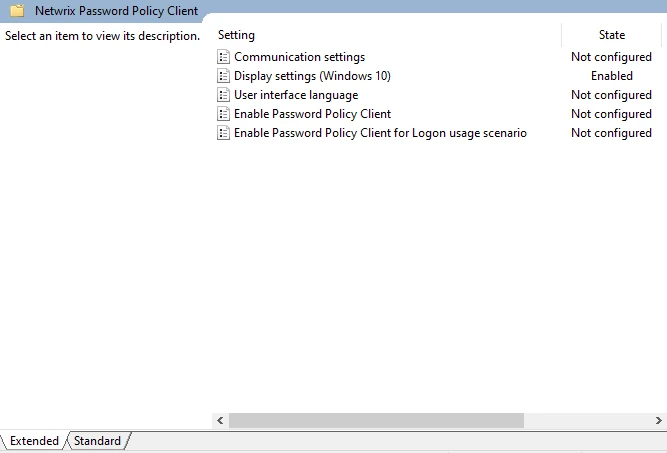 Netwrix Password Policy Client
Select an item to view its description.
Setting State
Communication settings Not configured
Display settings (Windows 10) Enabled
User interface language Not configured
Enable Password Policy Client Not configured
Enable Password Policy Client for Logon usage scenario Not configured
Extended Standard